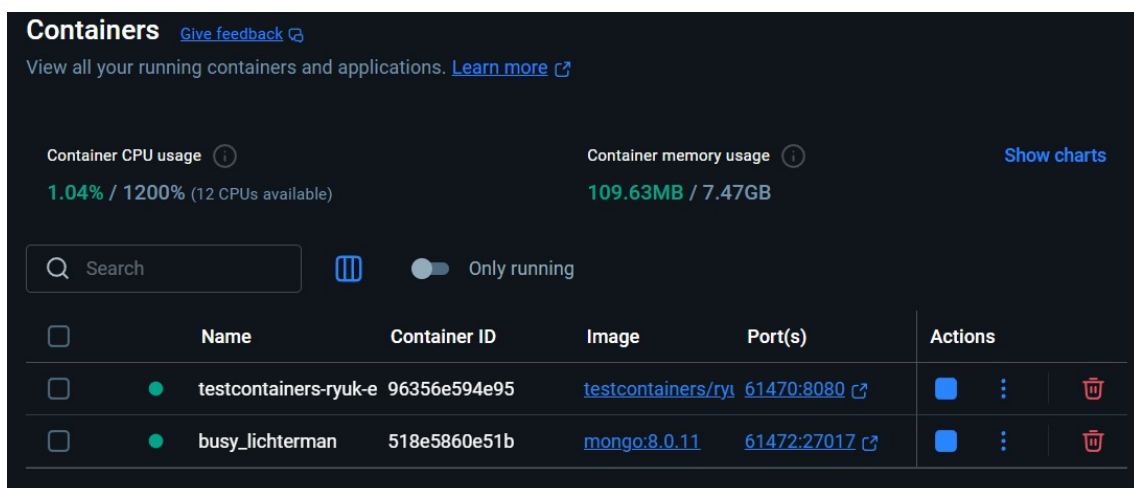 Containers Give feedback
View all your running containers and applications. Learn more
Container CPU usage Container memory usage Show charts
1.04% / 1200% (12 CPUs available) 109.63MB / 7.47GB
Search Only running
Name Container ID Image Port(s) Actions
testcontainers-ryuk-e 96356e594e95 testcontainers/ryu 61470:8080
busy_lichterman 518e5860e51b mongo:8.0.11 61472:27017